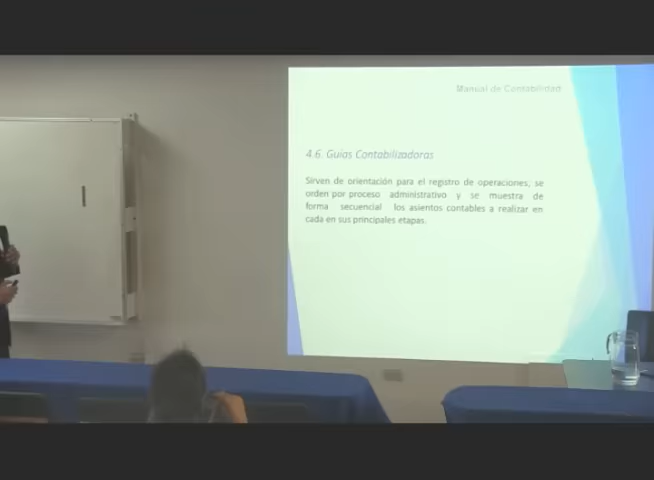 Manual de Contabilidad
4.6. Guías Contabilizadoras
Sirven de orientación para el registro de operaciones, se
orden por proceso administrativo y se muestra de
forma secuencial los asientos contables a realizar en
cada en sus principales etapas.